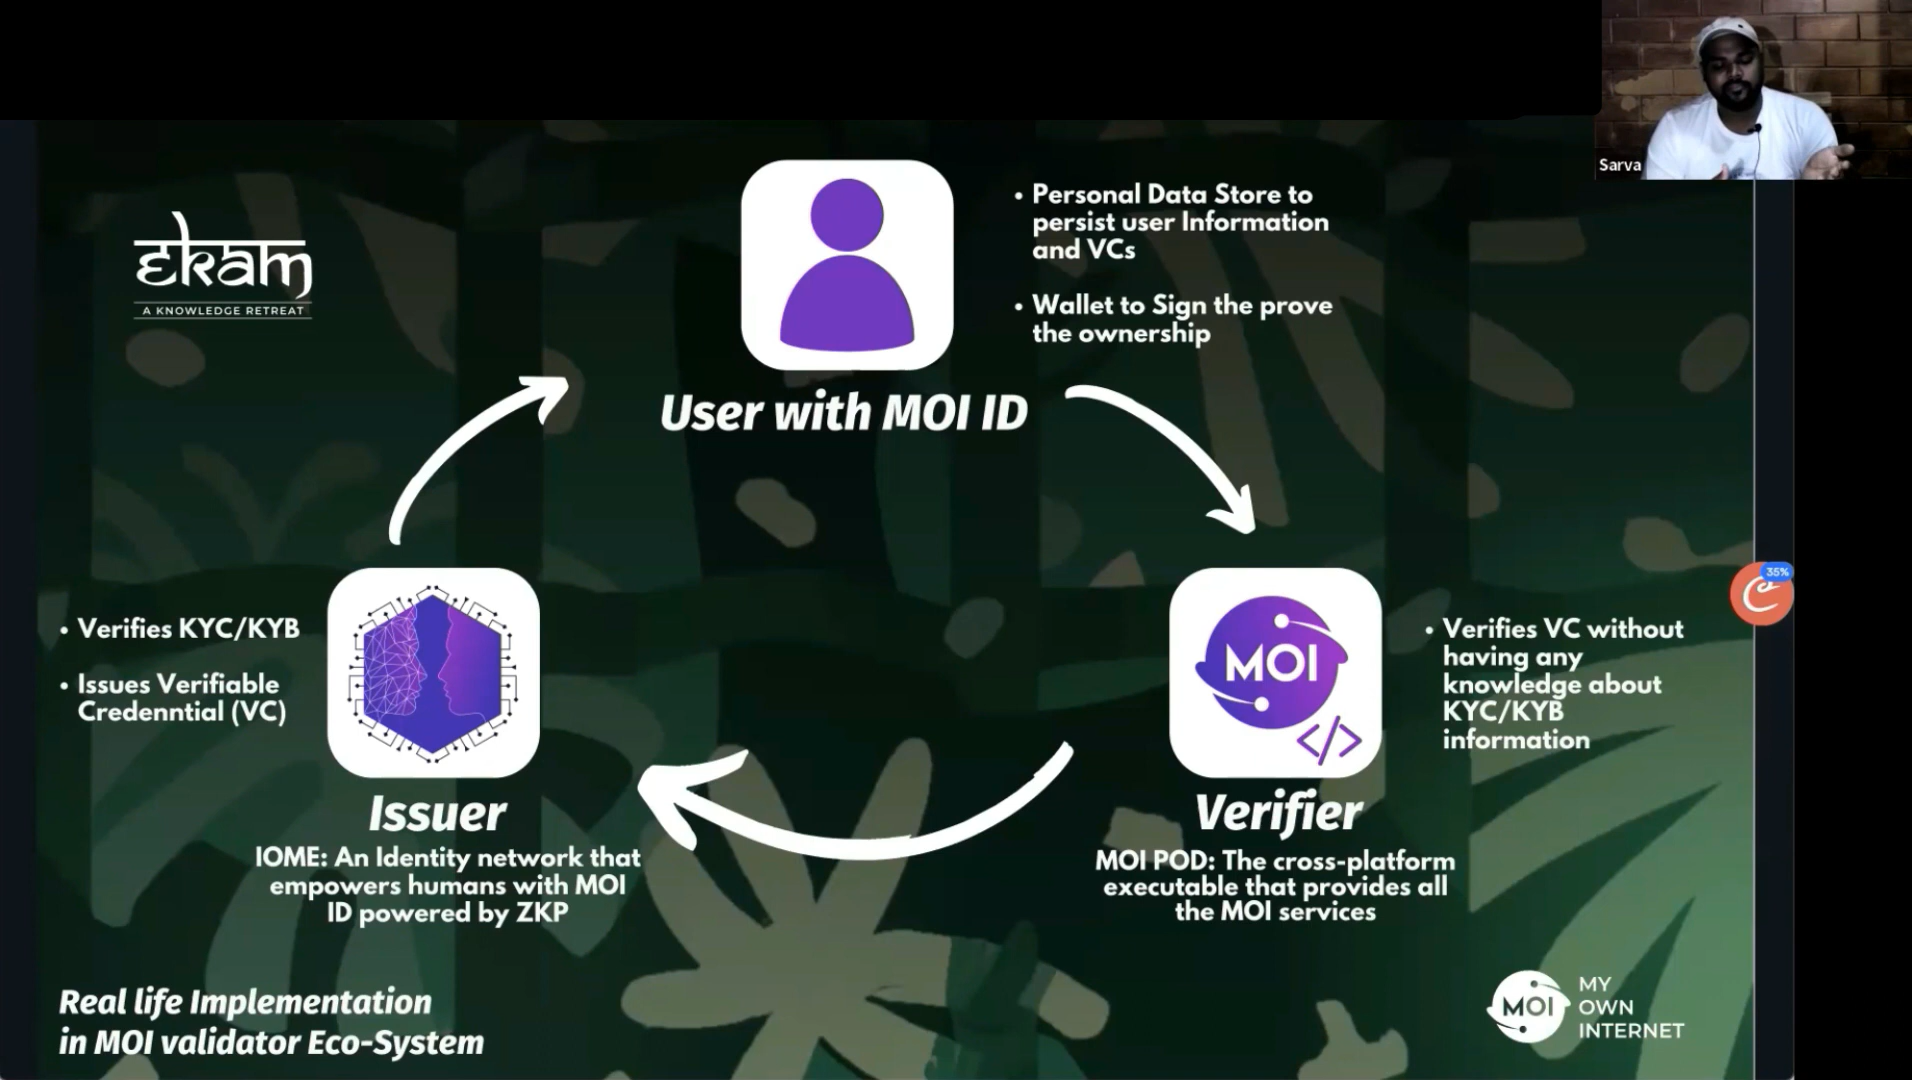 Sarva
ekam
A KNOWLEDGE RETREAT
• Personal Data Store to
persist user Information
and VCs
• Wallet to Sign the prove
the ownership
User with MOI ID
• Verifies KYC/KYB
• Issues Verifiable
Credenntial (VC)
Issuer
IOME: An Identity network that
empowers humans with MOI
ID powered by ZKP
MOI
</>
Verifier
MOI POD: The cross-platform
executable that provides all
the MOI services
• Verifies VC without
having any
knowledge about
KYC/KYB
information
35%
Real life Implementation
in MOI validator Eco-System
MOI
MY
OWN
INTERNET